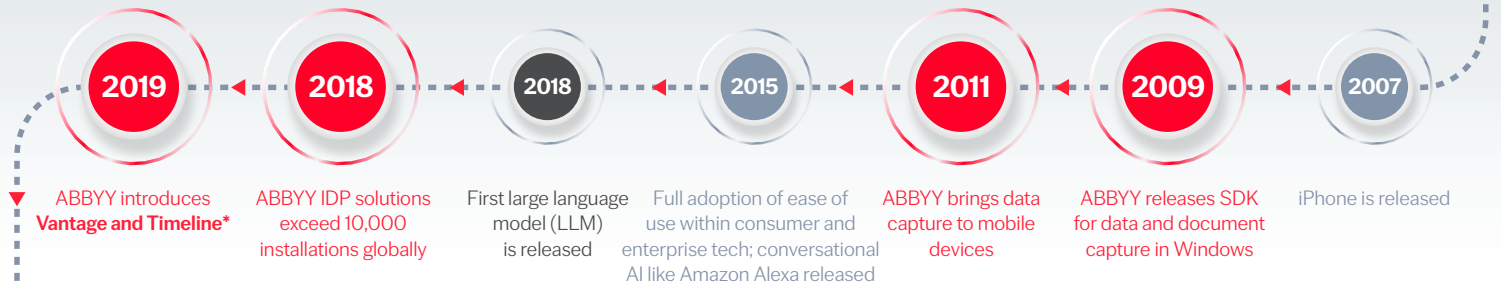 2019
2018
2018
2015
2011
2009
2007
ABBYY introduces
Vantage and Timeline*
ABBYY IDP solutions
exceed 10,000
installations globally
First large language
model (LLM)
is released
Full adoption of ease of
use within consumer and
enterprise tech; conversational
AI like Amazon Alexa released
ABBYY brings data
capture to mobile
devices
ABBYY releases SDK
for data and document
capture in Windows
iPhone is released